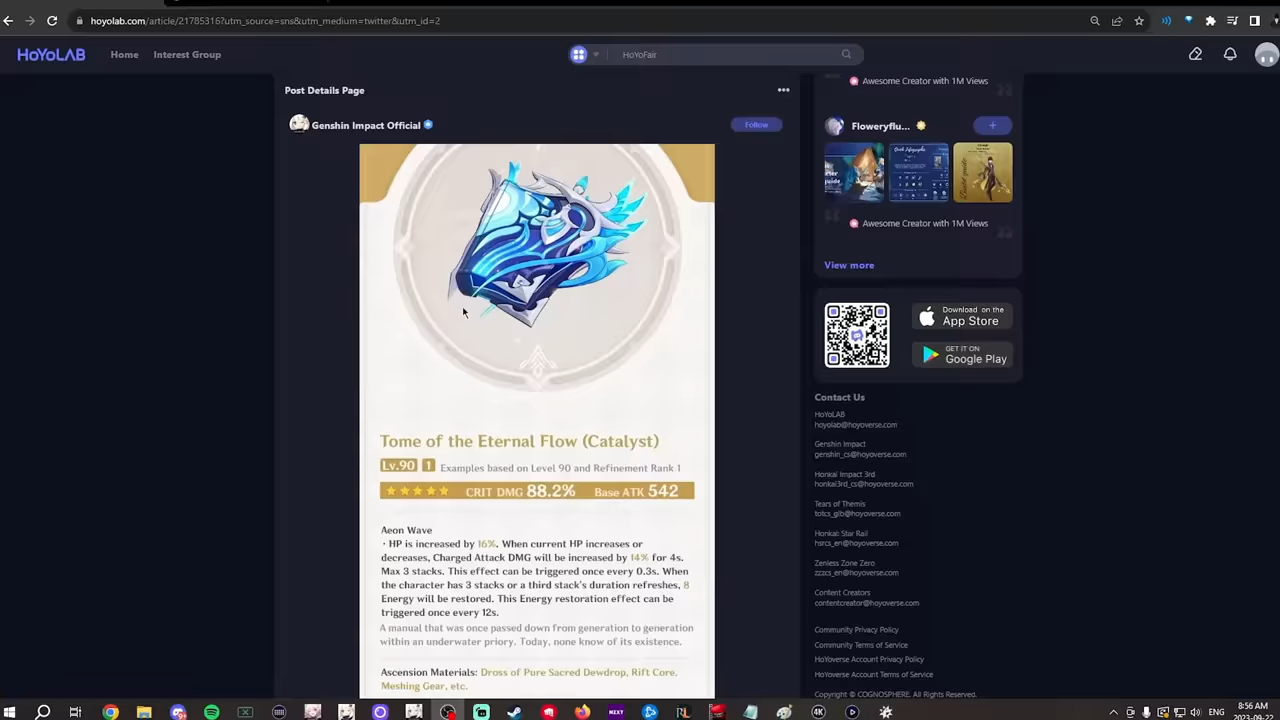 hoyolab.com/article/21785316?utm_source=sns&utm_medium=twitter&utm_id=2
HoYoLAB
Home
Interest Group
HoYoFair
Post Details Page
Genshin Impact Official
Follow
Tome of the Eternal Flow (Catalyst)
Lv.90 1 Examples based on Level 90 and Refinement Rank 1
CRIT DMG 88.2% Base ATK 542
Aeon Wave
· HP is increased by 16%. When current HP increases or
decreases, Charged Attack DMG will be increased by 14% for 4s.
Max 3 stacks. This effect can be triggered once every 0.3s. When
the character has 3 stacks or a third stack's duration refreshes, 8
Energy will be restored. This Energy restoration effect can be
triggered once every 12s.
A manual that was once passed down from generation to generation
within an underwater priory. Today, none know of its existence.
Ascension Materials: Dross of Pure Sacred Dewdrop, Rift Core,
Meshing Gear, etc.
Awesome Creator with 1M Views
Floweryflu...
Awesome Creator with 1M Views
View more
Download on the
App Store
GET IT ON
Google Play
Contact Us
HoYoLAB
hoyolab@hoyoverse.com
Genshin Impact
genshin_cs@hoyoverse.com
Honkai Impact 3rd
honkai3rd_cs@hoyoverse.com
Tears of Themis
totcs_glb@hoyoverse.com
Honkai: Star Rail
hsrcs_en@hoyoverse.com
Zenless Zone Zero
zzzcs_en@hoyoverse.com
Content Creators
contentcreator@hoyoverse.com
Community Privacy Policy
Community Terms of Service
HoYoverse Account Privacy Policy
HoYoverse Account Terms of Service
Copyright © COGNOSPHERE. All Rights Reserved.
NEXT
4K
8:56 AM